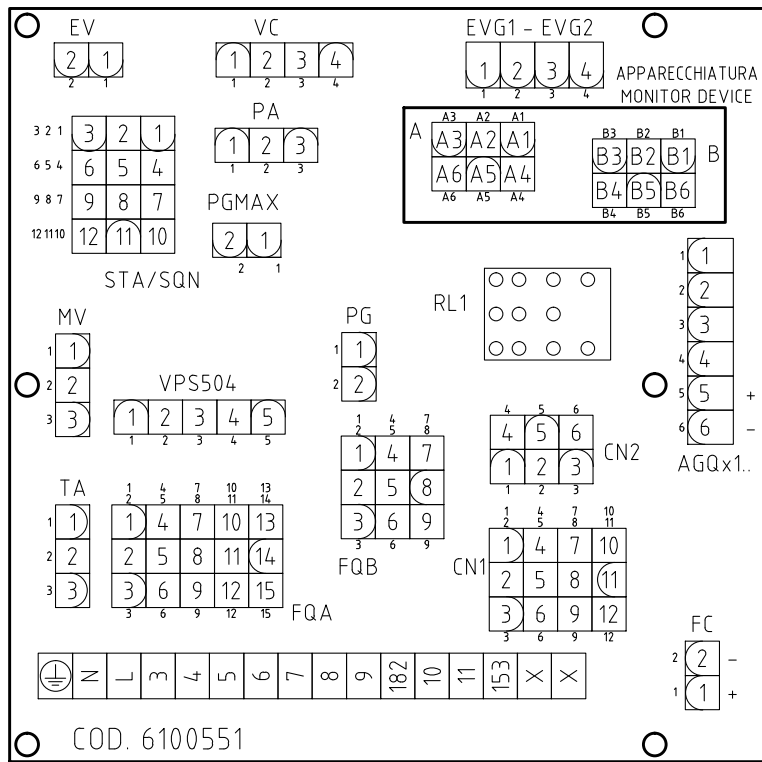 EV
2 1
2 1
VC
1 2 3 4
1 2 3 4
EVG1 - EVG2
1 2 3 4
1 2 3 4
APPARECCHIATURA
MONITOR DEVICE
A
A3 A2 A1
A3 A2 A1
A6 A5 A4
A6 A5 A4
B
B3 B2 B1
B3 B2 B1
B4 B5 B6
B4 B5 B6
PA
1 2 3
1 2 3
3 2 1
3 2 1
6 5 4
6 5 4
9 8 7
9 8 7
12 11 10
12 11 10
STA/SQN
PGMAX
2 1
2 1
RL1
1 1
2 2
3 3
4 4
5 5 +
6 6 -
AGQx1..
MV
1 1
2 2
3 3
PG
1 1
2 2
VPS504
1 2 3 4 5
1 2 3 4 5
1 4 7
2 5 8
1 4 7
2 5 8
3 6 9
3 6 9
FQB
4 5 6
4 5 6
1 2 3
1 2 3
CN2
TA
1 1
2 2
3 3
1 4 7 10 13
2 5 8 11 14
1 4 7 10 13
2 5 8 11 14
3 6 9 12 15
3 6 9 12 15
FQA
1 4 7 10
2 5 8 11
1 4 7 10
2 5 8 11
3 6 9 12
3 6 9 12
CN1
FC
2 2 -
1 1 +
N L 3 4 5 6 7 8 9 182 10 11 153 X X
COD. 6100551